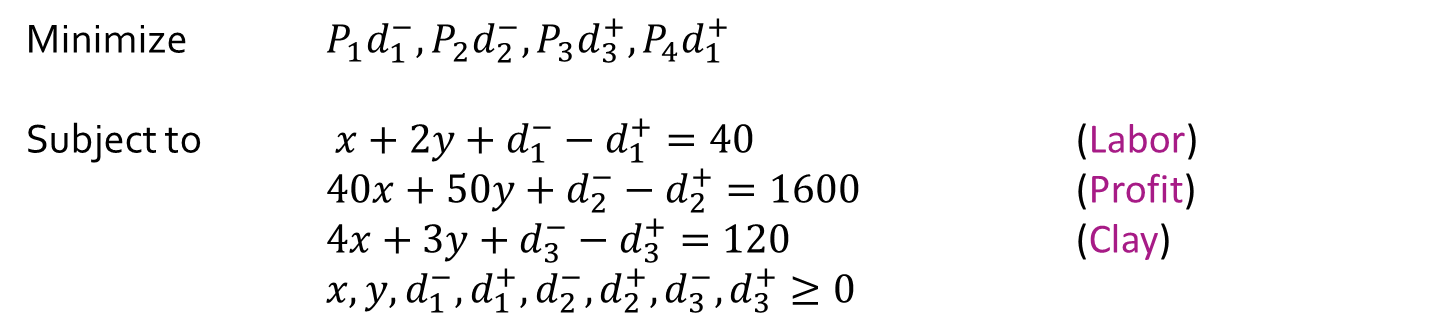 Minimize P₁d₁⁻, P₂d₂⁻, P₃d₃⁺, P₄d₁⁺
Subject to x + 2y + d₁⁻ − d₁⁺ = 40 (Labor)
40x + 50y + d₂⁻ − d₂⁺ = 1600 (Profit)
4x + 3y + d₃⁻ − d₃⁺ = 120 (Clay)
x, y, d₁⁻, d₁⁺, d₂⁻, d₂⁺, d₃⁻, d₃⁺ ≥ 0